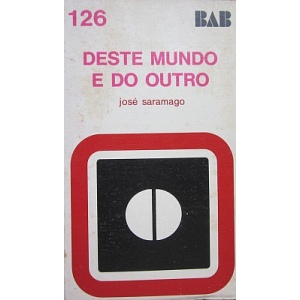 126
BAB
DESTE MUNDO
E DO OUTRO
josé saramago